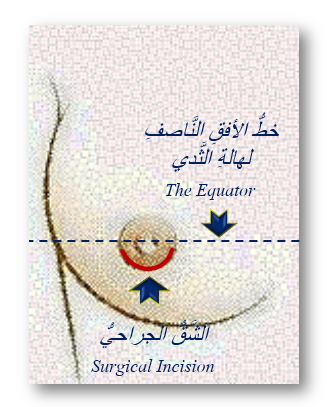 خطُّ الأفقِ النَّاصفِ
لهالةِ الثَّدي
The Equator
الشَّقُّ الجراحيُّ
Surgical Incision